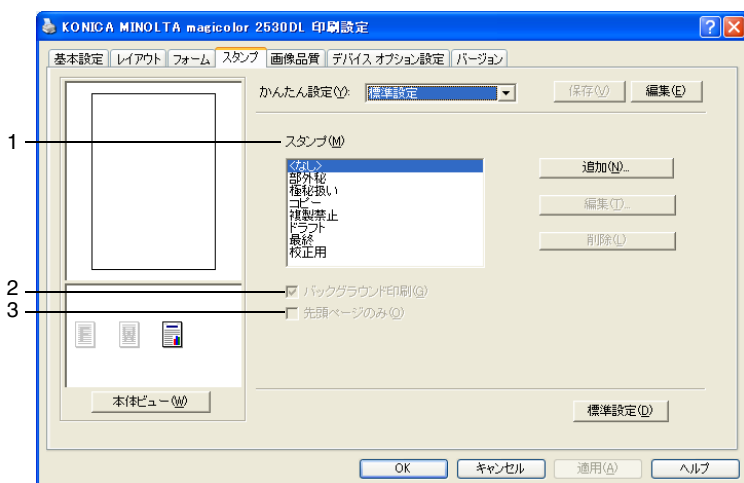 KONICA MINOLTA magicolor 2530DL 印刷設定
基本設定 レイアウト フォーム スタンプ 画像品質 デバイス オプション設定 バージョン
かんたん設定(Y): 標準設定 保存(V) 編集(E)
1
スタンプ(M)
<なし>
部外秘
極秘扱い
コピー
複製禁止
ドラフト
最終
校正用
追加(N)...
編集(T)...
削除(L)
2
バックグラウンド印刷(G)
3
先頭ページのみ(O)
本体ビュー(W)
標準設定(D)
OK キャンセル 適用(A) ヘルプ